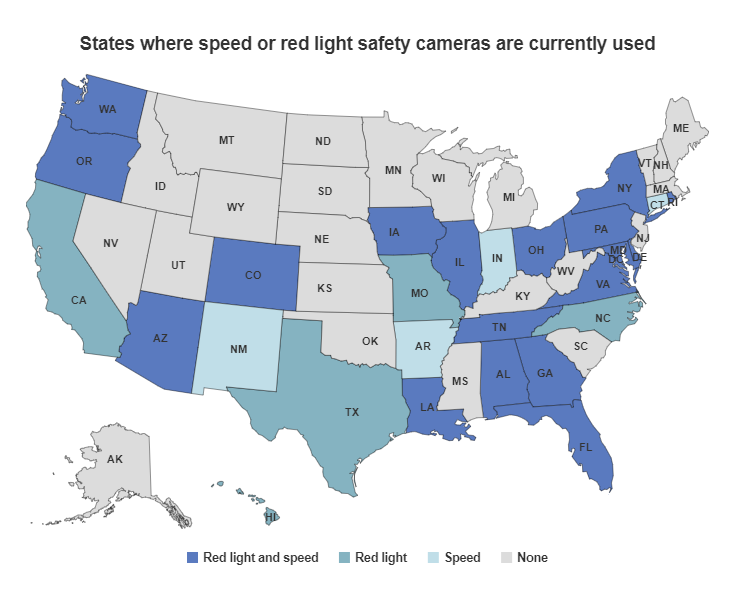 States where speed or red light safety cameras are currently used
WA
ME
MT
ND
VT
NH
OR
MN
ID
WI
SD
NY
MA
MI
CT
RI
WY
PA
IA
NE
NJ
NV
OH
MD
IL
IN
DE
DC
UT
CO
WV
VA
KS
MO
KY
CA
NC
TN
AZ
OK
SC
NM
AR
GA
AL
MS
TX
LA
FL
AK
HI
Red light and speed Red light Speed None